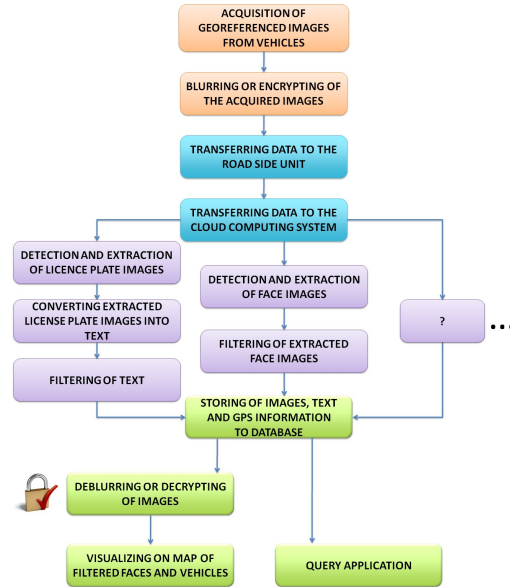 ACQUISITION OF
GEOREFERENCED IMAGES
FROM VEHICLES
BLURRING OR ENCRYPTING OF
THE ACQUIRED IMAGES
TRANSFERRING DATA TO THE
ROAD SIDE UNIT
TRANSFERRING DATA TO THE
CLOUD COMPUTING SYSTEM
DETECTION AND EXTRACTION
OF LICENCE PLATE IMAGES
CONVERTING EXTRACTED
LICENSE PLATE IMAGES INTO
TEXT
FILTERING OF TEXT
DETECTION AND EXTRACTION
OF FACE IMAGES
FILTERING OF EXTRACTED
FACE IMAGES
?
...
STORING OF IMAGES, TEXT
AND GPS INFORMATION
TO DATABASE
DEBLURRING OR DECRYPTING
OF IMAGES
VISUALIZING ON MAP OF
FILTERED FACES AND VEHICLES
QUERY APPLICATION